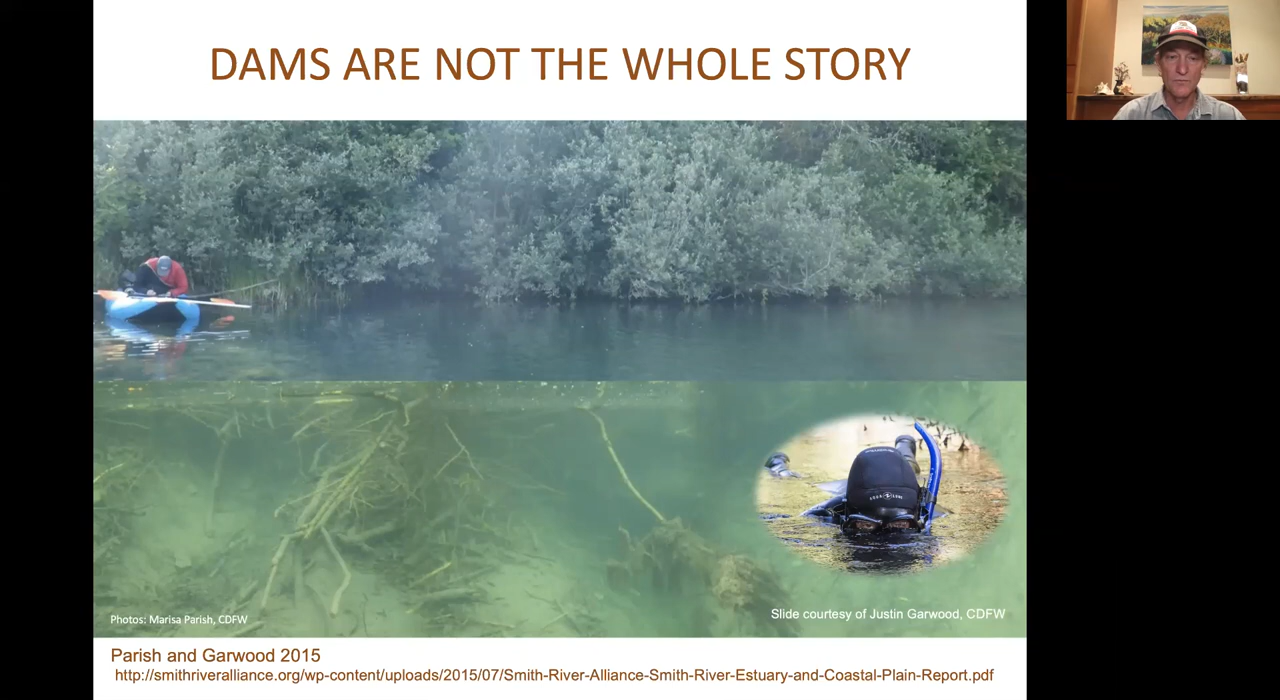 DAMS ARE NOT THE WHOLE STORY
AQUA LUNG
Photos: Marisa Parish, CDFW
Slide courtesy of Justin Garwood, CDFW
Parish and Garwood 2015
http://smithriveralliance.org/wp-content/uploads/2015/07/Smith-River-Alliance-Smith-River-Estuary-and-Coastal-Plain-Report.pdf